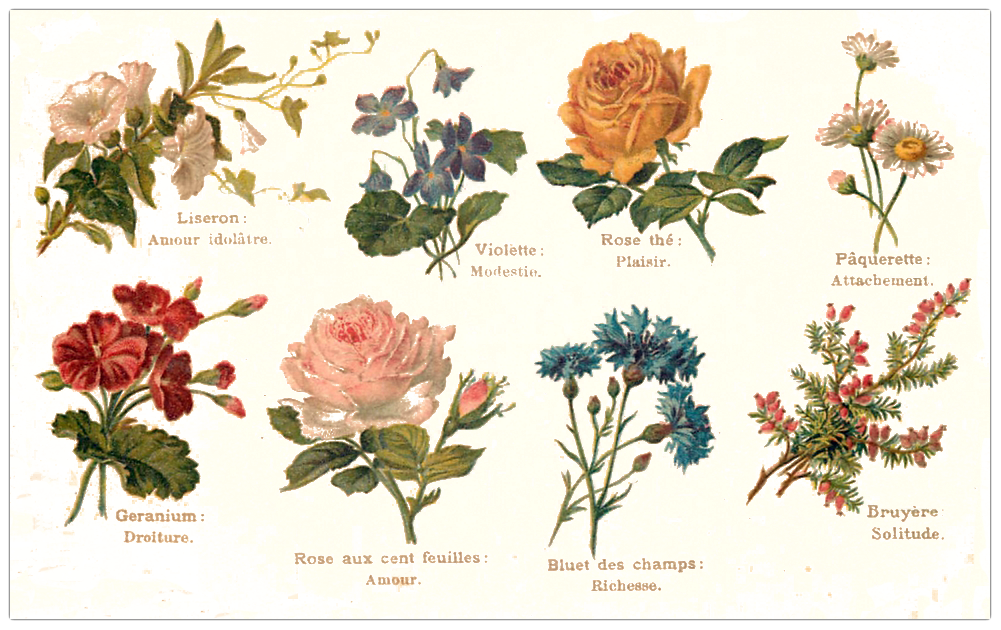 Liseron:
Amour idolâtre.
Violette:
Modestie.
Rose thé:
Plaisir.
Pâquerette:
Attachement.
Geranium:
Droiture.
Rose aux cent feuilles:
Amour.
Bluet des champs:
Richesse.
Bruyère
Solitude.